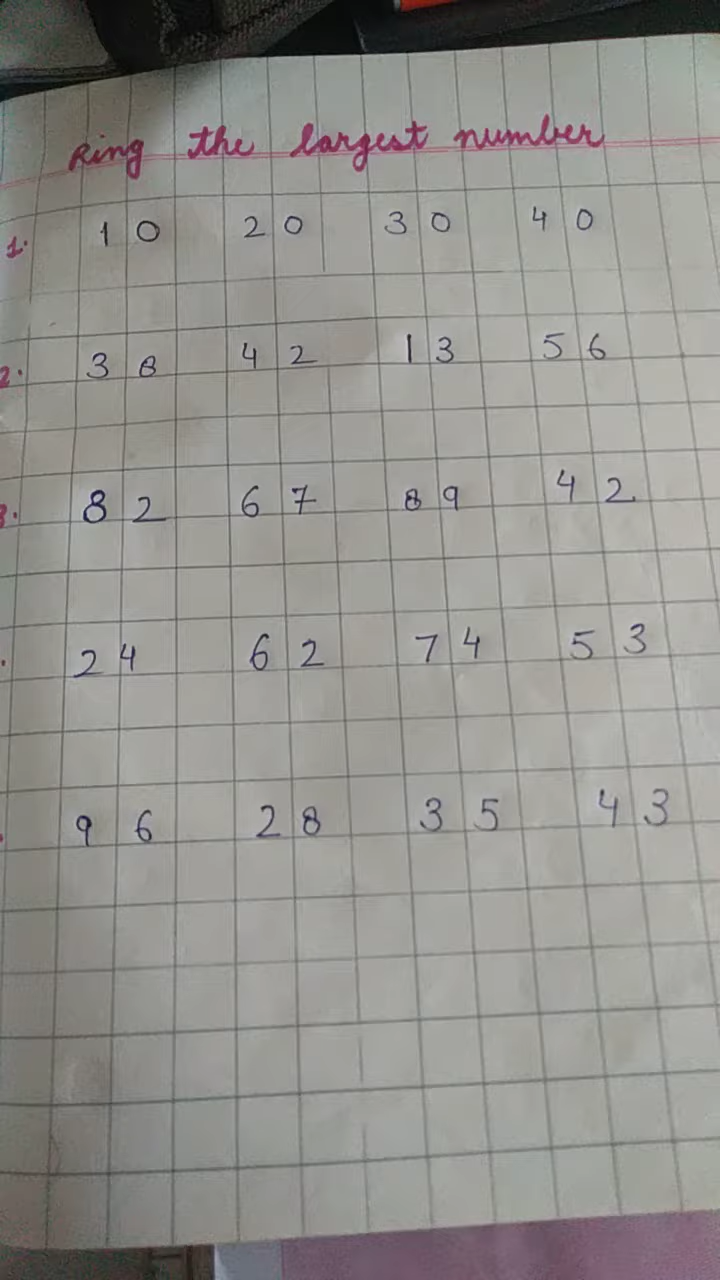 Ring the largest number
1. 10 20 30 40
2. 38 42 13 56
3. 82 67 89 42
24 62 74 53
96 28 35 43